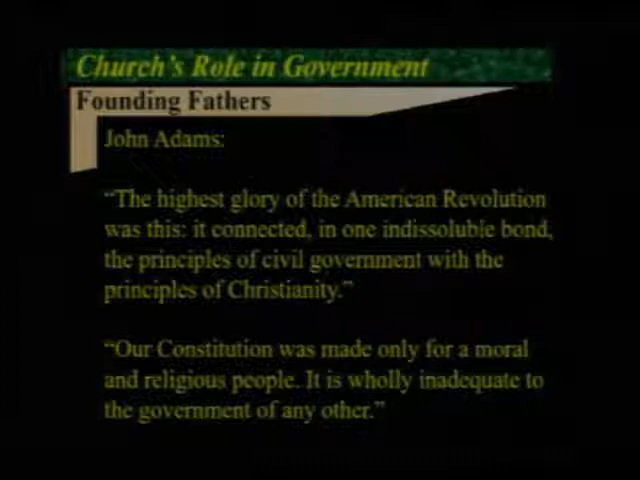 Church's Role in Government
Founding Fathers
John Adams:
“The highest glory of the American Revolution
was this: it connected, in one indissoluble bond,
the principles of civil government with the
principles of Christianity.”
“Our Constitution was made only for a moral
and religious people. It is wholly inadequate to
the government of any other.”